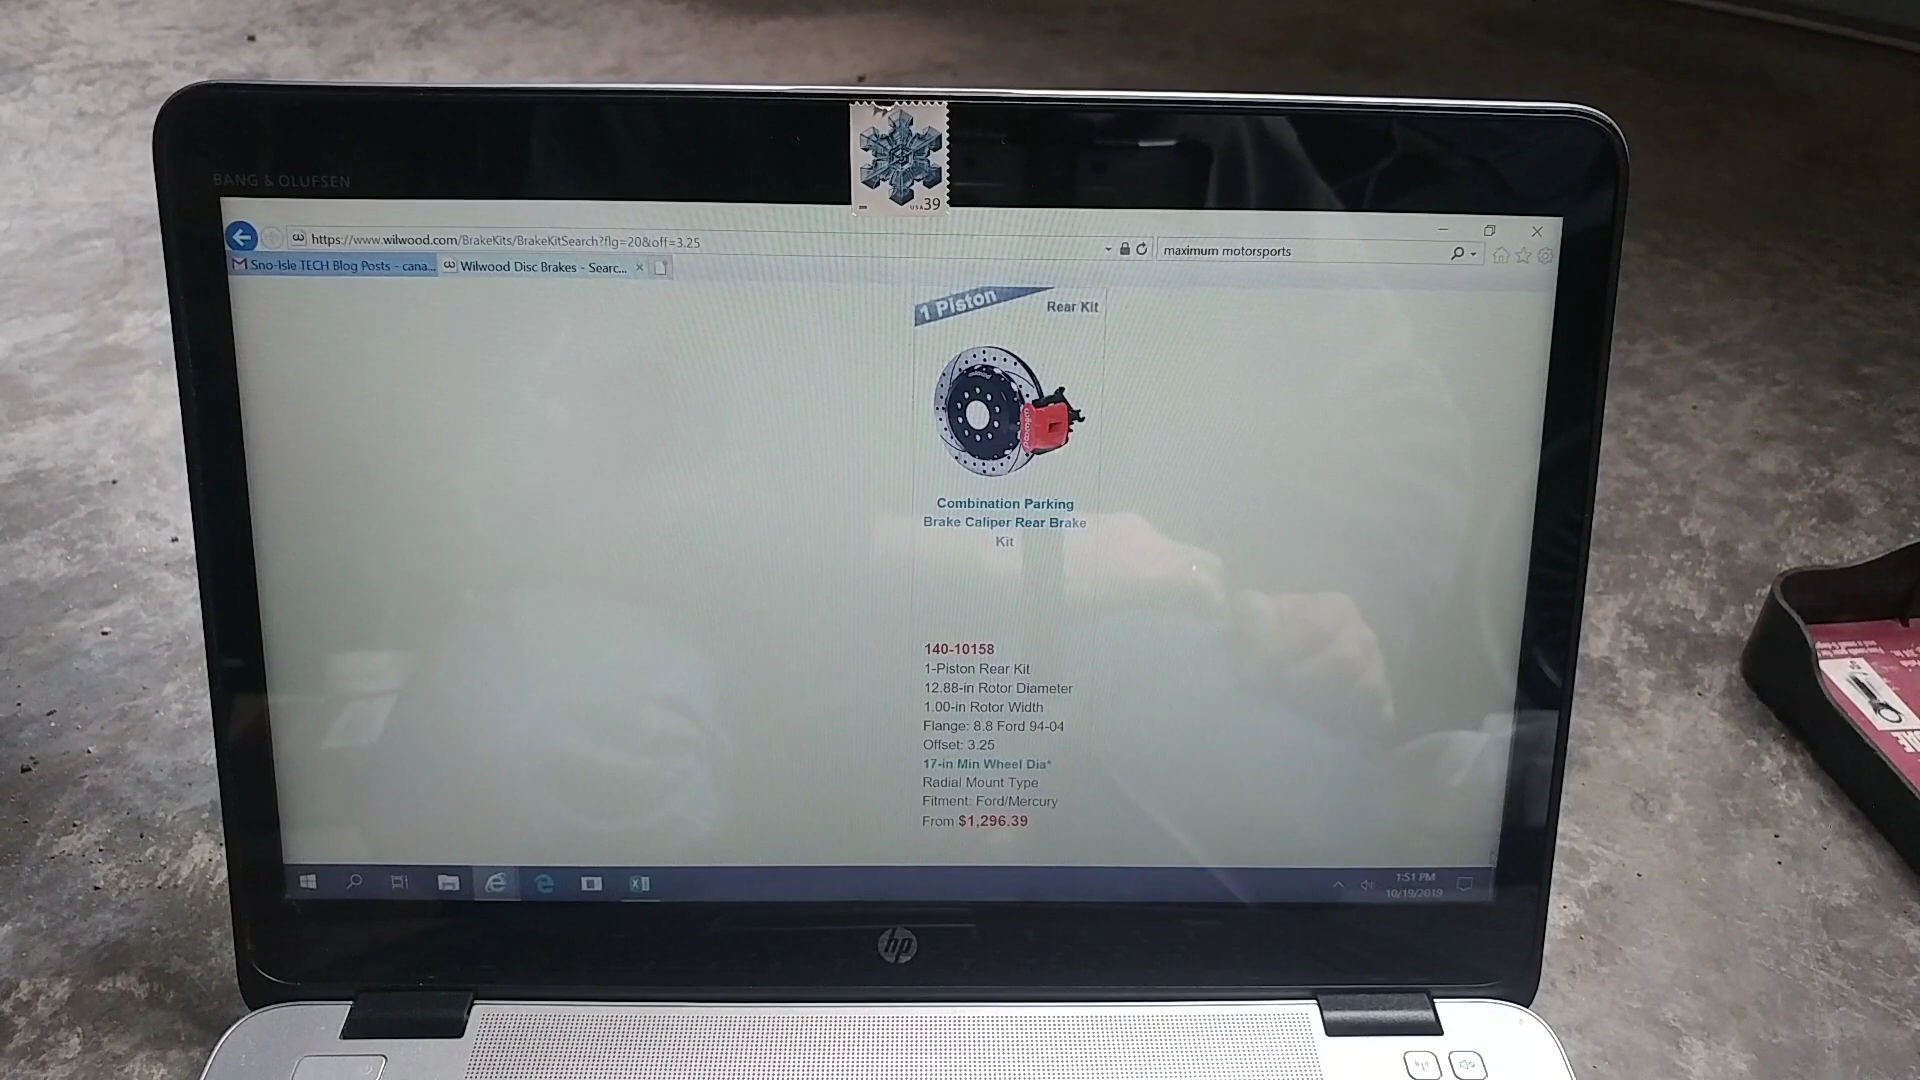 BANG & OLUFSEN
USA 39
https://www.wilwood.com/BrakeKits/BrakeKitSearch?flg=20&off=3.25
maximum motorsports
Sno-Isle TECH Blog Posts - cana...
Wilwood Disc Brakes - Searc...
1 Piston
Rear Kit
wilwood
Combination Parking
Brake Caliper Rear Brake
Kit
140-10158
1-Piston Rear Kit
12.88-in Rotor Diameter
1.00-in Rotor Width
Flange: 8.8 Ford 94-04
Offset: 3.25
17-in Min Wheel Dia*
Radial Mount Type
Fitment: Ford/Mercury
From $1,296.39
1:51 PM
10/19/2019
hp